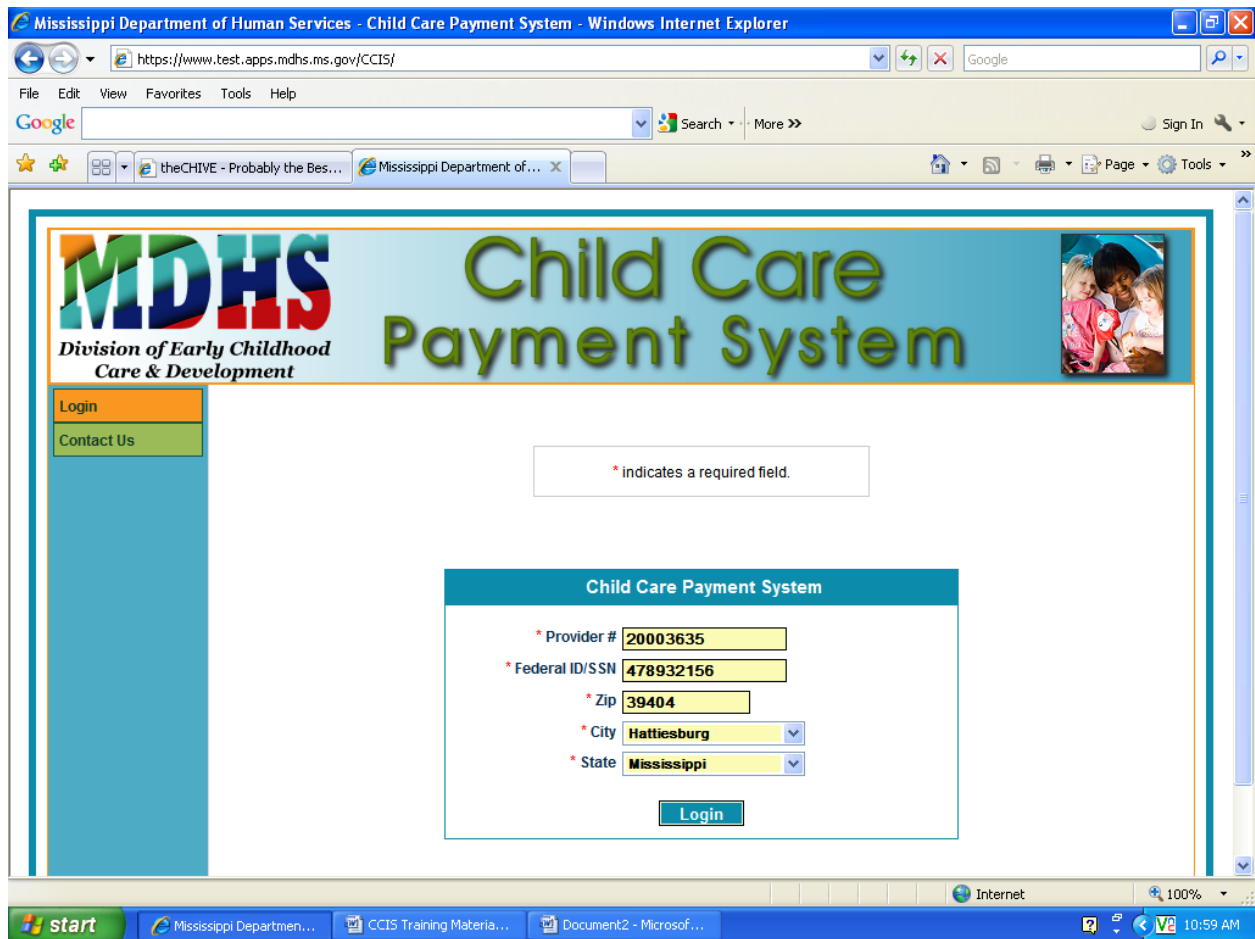 Mississippi Department of Human Services - Child Care Payment System - Windows Internet Explorer
https://www.test.apps.mdhs.ms.gov/CCIS/
Google
File Edit View Favorites Tools Help
Google Search More >> Sign In
theCHIVE - Probably the Bes... Mississippi Department of... X Page Tools >>
MDHS
Division of Early Childhood
Care & Development
Child Care
Payment System
Login
Contact Us
* indicates a required field.
Child Care Payment System
* Provider # 20003635
* Federal ID/SSN 478932156
* Zip 39404
* City Hattiesburg
* State Mississippi
Login
Internet 100%
start Mississippi Departmen... CCIS Training Materia... Document2 - Microsof... 10:59 AM